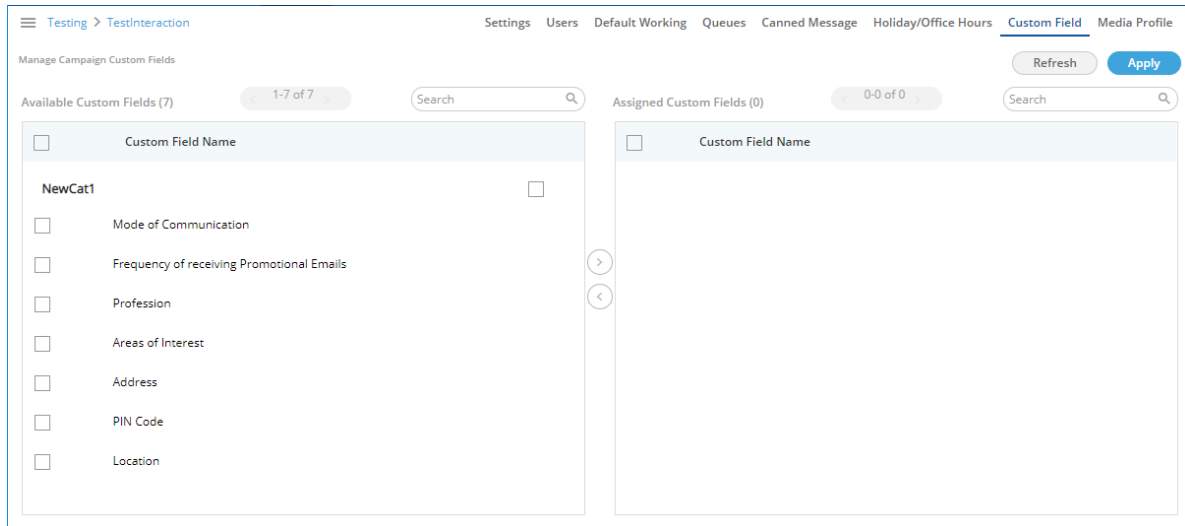 Testing > TestInteraction
Settings Users Default Working Queues Canned Message Holiday/Office Hours Custom Field Media Profile
Manage Campaign Custom Fields
Refresh Apply
Available Custom Fields (7) < 1-7 of 7 > Search
Assigned Custom Fields (0) < 0-0 of 0 > Search
Custom Field Name
Custom Field Name
NewCat1
Mode of Communication
Frequency of receiving Promotional Emails
Profession
Areas of Interest
Address
PIN Code
Location